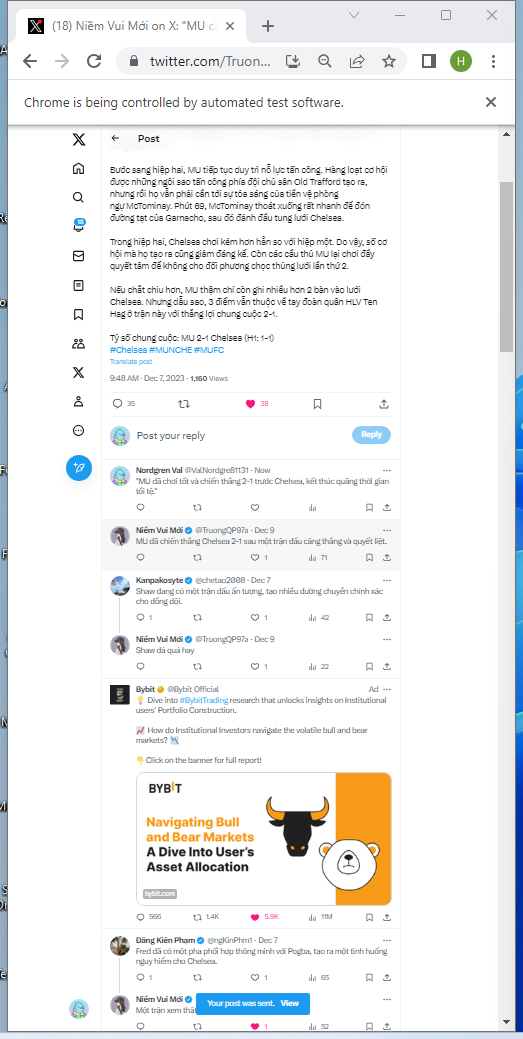 (18) Niềm Vui Mới on X: "MU c
twitter.com/Truon...
H
Chrome is being controlled by automated test software.
Post
Bước sang hiệp hai, MU tiếp tục duy trì nỗ lực tấn công. Hàng loạt cơ hội
được những ngôi sao tấn công phía đội chủ sân Old Trafford tạo ra,
nhưng rồi họ vẫn phải cần tới sự tỏa sáng của tiền vệ phòng
ngự McTominay. Phút 69, McTominay thoát xuống rất nhanh để đón
đường tạt của Garnacho, sau đó đánh đầu tung lưới Chelsea.
Trong hiệp hai, Chelsea chơi kém hơn hẳn so với hiệp một. Do vậy, số cơ
hội mà họ tạo ra cũng giảm đáng kể. Còn các cầu thủ MU lại chơi đầy
quyết tâm để không cho đối phương chọc thủng lưới lần thứ 2.
Nếu chắt chiu hơn, MU thậm chí còn ghi nhiều hơn 2 bàn vào lưới
Chelsea. Nhưng dẫu sao, 3 điểm vẫn thuộc về tay đoàn quân HLV Ten
Hag ở trận này với thắng lợi chung cuộc 2-1.
Tỷ số chung cuộc: MU 2-1 Chelsea (H1: 1-1)
#Chelsea #MUNCHE #MUFC
Translate post
9:48 AM · Dec 7, 2023 · 1,160 Views
35 38
Post your reply
Reply
Nordgren Val @ValNordgre81131 · Now
"MU đã chơi tốt và chiến thắng 2-1 trước Chelsea, kết thúc quãng thời gian
tồi tệ."
Niềm Vui Mới @TruongQP97a · Dec 9
MU đã chiến thắng Chelsea 2-1 sau một trận đấu căng thẳng và quyết liệt.
1 71
Kanpakosyte @chetao2008 · Dec 7
Shaw đang có một trận đấu ấn tượng, tạo nhiều đường chuyền chính xác
cho đồng đội.
1 1 42
Niềm Vui Mới @TruongQP97a · Dec 9
Shaw đá quá hay
1 22
Bybit @Bybit Official Ad
Dive into #BybitTrading research that unlocks insights on Institutional
users' Portfolio Construction.
How do Institutional Investors navigate the volatile bull and bear
markets?
Click on the banner for full report!
BYBIT
Navigating Bull
and Bear Markets
A Dive Into User's
Asset Allocation
bybit.com
566 1.4K 5.9K 11M
Đăng Kiên Phạm @ngKinPhm1 · Dec 7
Fred đã có một pha phối hợp thông minh với Pogba, tạo ra một tình huống
nguy hiểm cho Chelsea.
1 1 65
Niềm Vui Mới
Một trận xem
Your post was sent. View
1 52